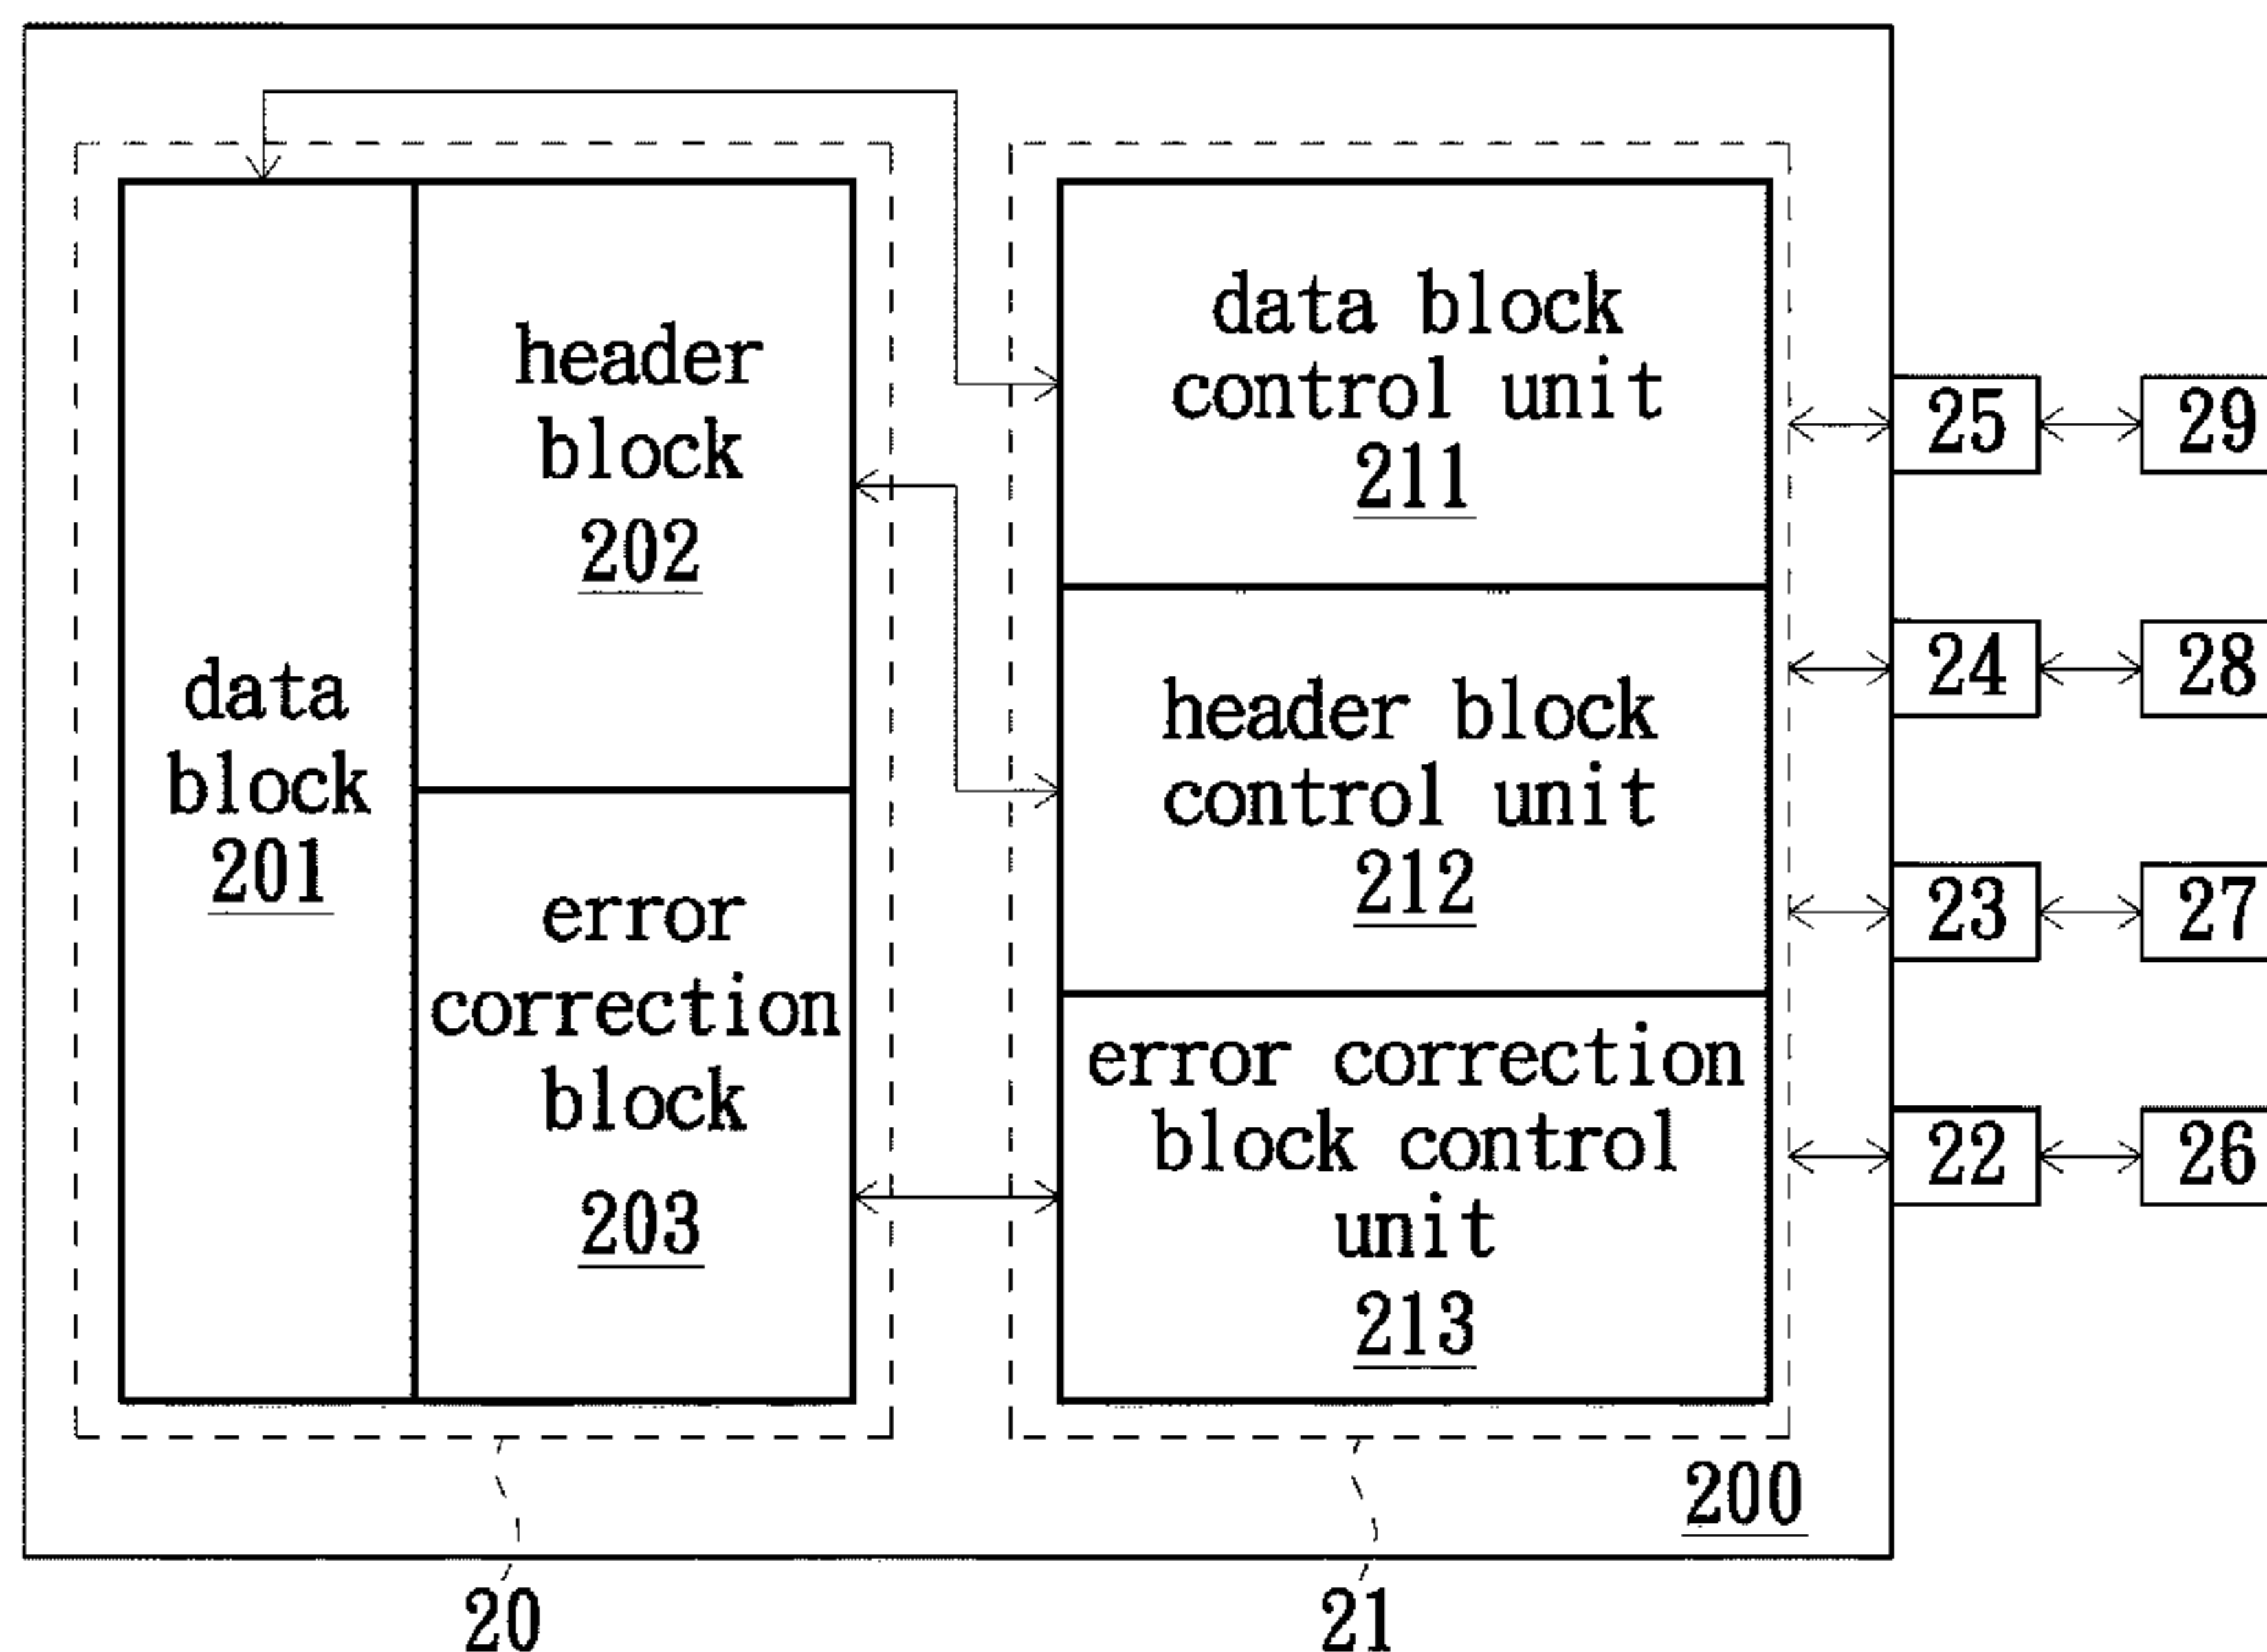 data
block
201
header
block
202
error
correction
block
203
data block
control unit
211
header block
control unit
212
error correction
block control
unit
213
25
29
24
28
23
27
22
26
200
20
21